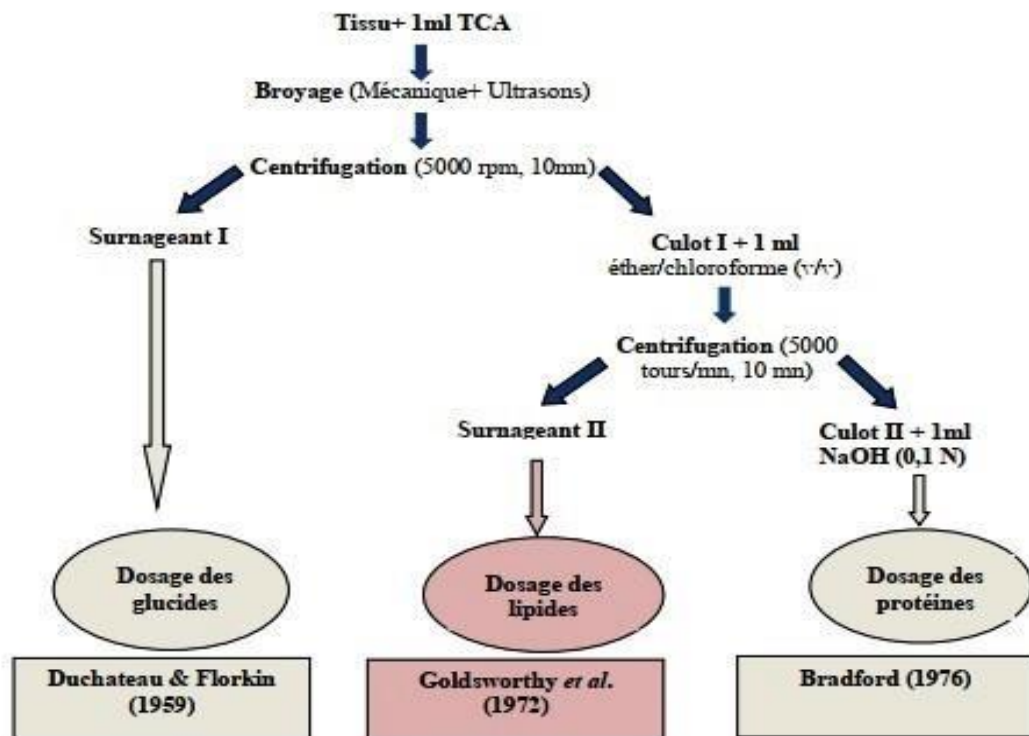 Tissu+ 1ml TCA
Broyage (Mécanique+ Ultrasons)
Centrifugation (5000 rpm, 10mn)
Surnageant I
Culot I + 1 ml
éther/chloroforme (v/v)
Centrifugation (5000
tours/mn, 10 mn)
Surnageant II
Culot II + 1ml
NaOH (0,1 N)
Dosage des
glucides
Dosage des
lipides
Dosage des
protéines
Duchateau & Florkin
(1959)
Goldsworthy et al.
(1972)
Bradford (1976)